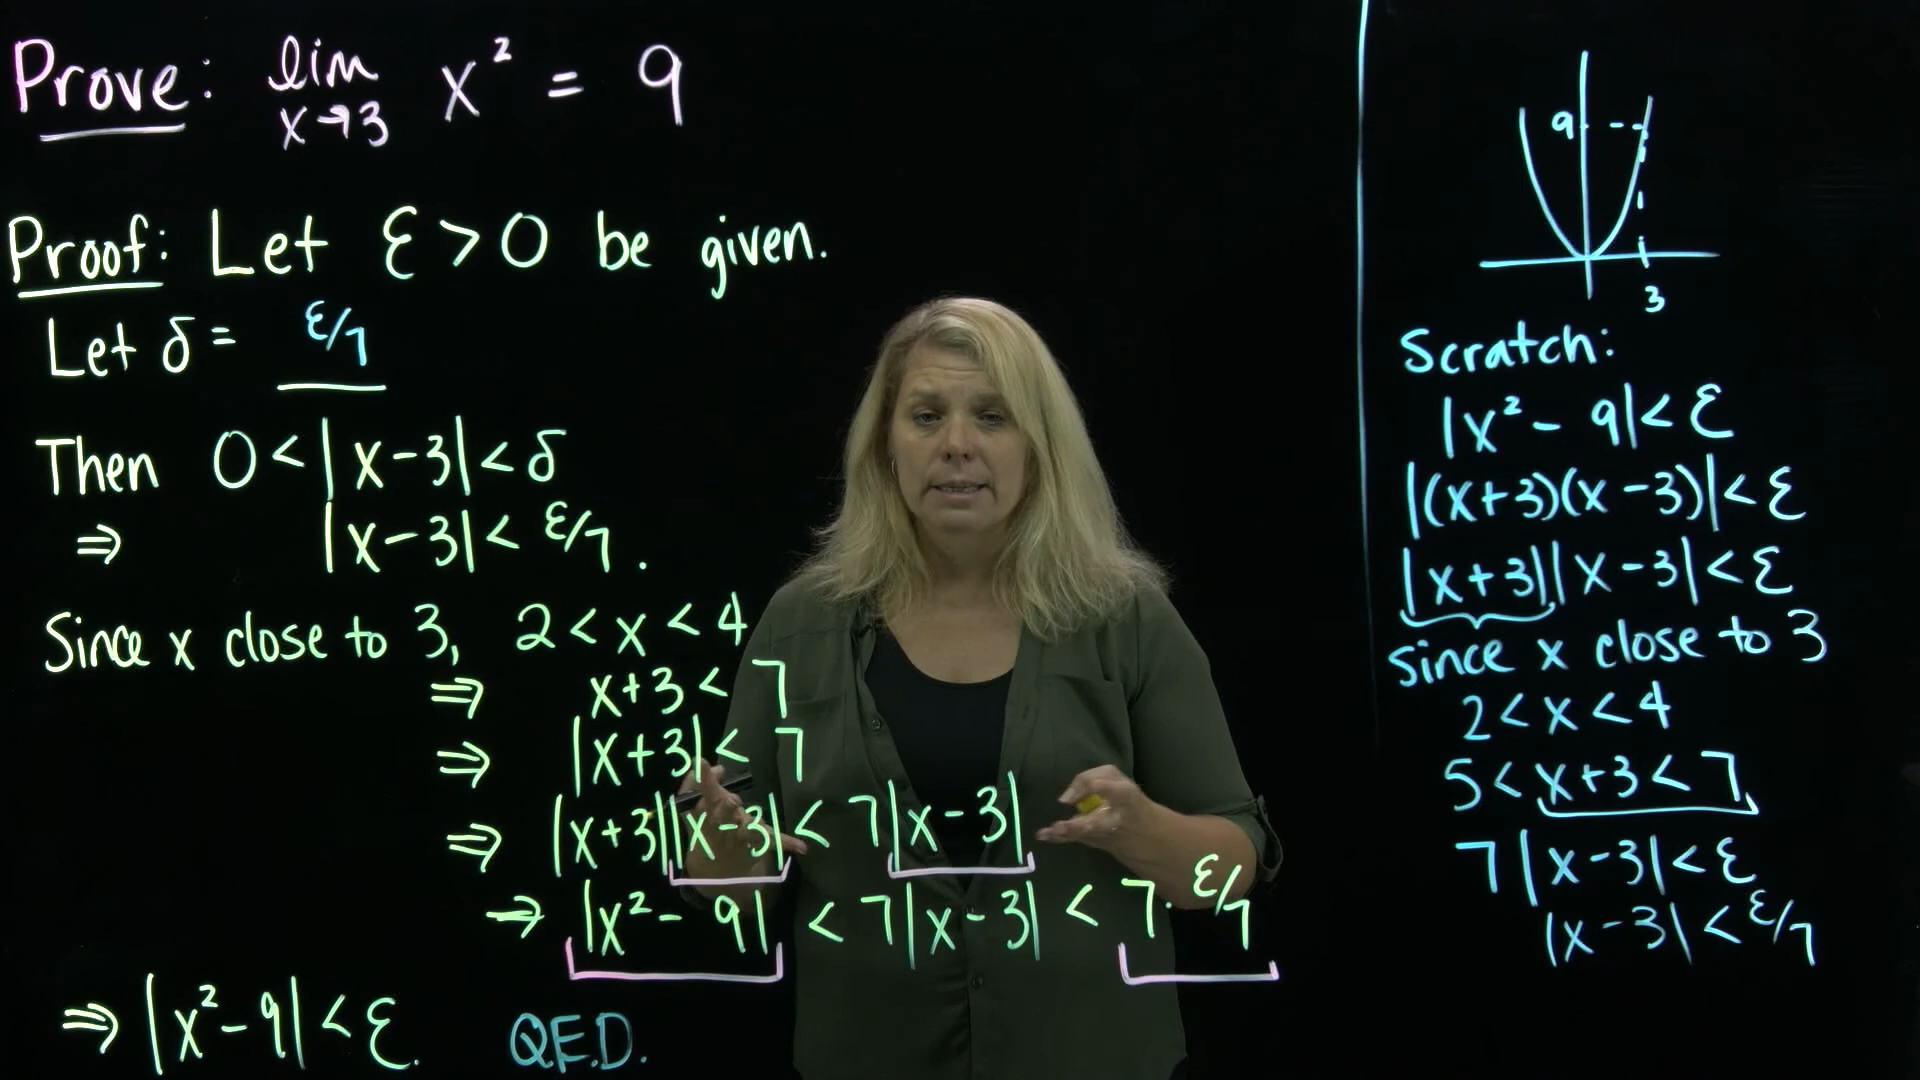 Prove: lim x→3 x² = 9
Proof: Let ε > 0 be given.
Let δ = ε/7
Then 0 < |x-3| < δ
⇒ |x-3| < ε/7.
Since x close to 3, 2 < x < 4
⇒ x+3 < 7
⇒ |x+3| < 7
⇒ |x+3||x-3| < 7|x-3|
⇒ |x²- 9| < 7|x-3| < 7·ε/7
⇒ |x²-9| < ε.
Q.E.D.
9
3
Scratch:
|x²- 9| < ε
|(x+3)(x-3)| < ε
|x+3||x-3| < ε
since x close to 3
2 < x < 4
5 < x+3 < 7
7|x-3| < ε
|x-3| < ε/7